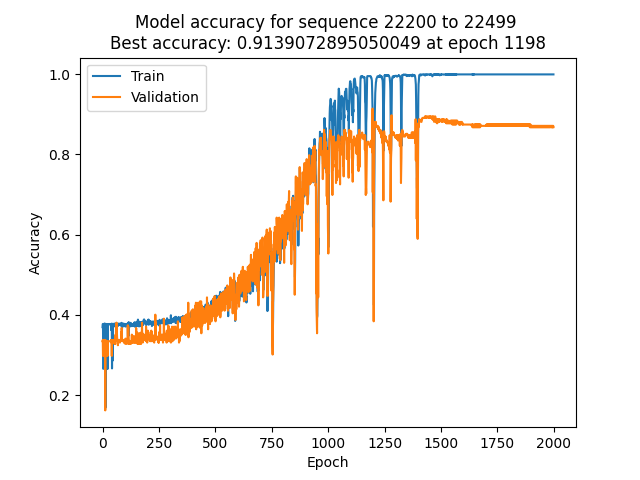 Model accuracy for sequence 22200 to 22499
Best accuracy: 0.9139072895050049 at epoch 1198
Train
Validation
1.0
0.8
0.6
0.4
0.2
Accuracy
0 250 500 750 1000 1250 1500 1750 2000
Epoch